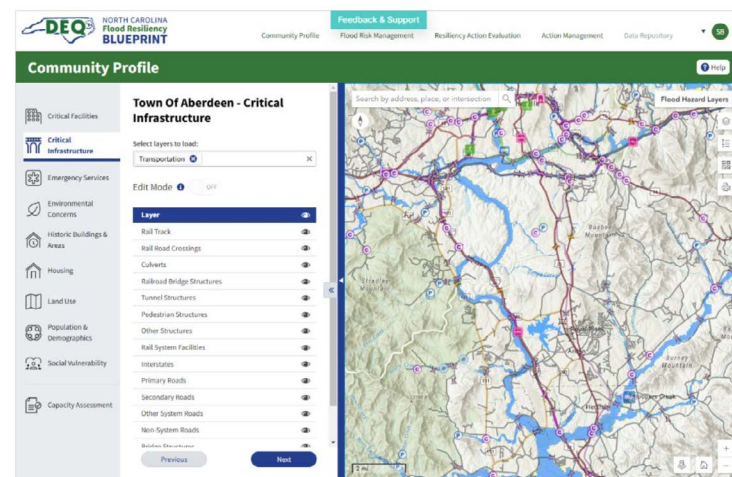 DEQ
NORTH CAROLINA
Flood Resiliency
BLUEPRINT
Feedback & Support
Community Profile
Flood Risk Management
Resiliency Action Evaluation
Action Management
Data Repository
SB
Community Profile
Help
Critical Facilities
Critical
Infrastructure
Emergency Services
Environmental
Concerns
Historic Buildings &
Areas
Housing
Land Use
Population &
Demographics
Social Vulnerability
Capacity Assessment
Town Of Aberdeen - Critical
Infrastructure
Select layers to load:
Transportation
Edit Mode
OFF
Layer
Rail Track
Rail Road Crossings
Culverts
Railroad Bridge Structures
Tunnel Structures
Pedestrian Structures
Other Structures
Rail System Facilities
Interstates
Primary Roads
Secondary Roads
Other System Roads
Non-System Roads
Bridge Structures
Previous
Next
Search by address, place, or intersection
Flood Hazard Layers
Mountain
Burney
Mountain
2 mi